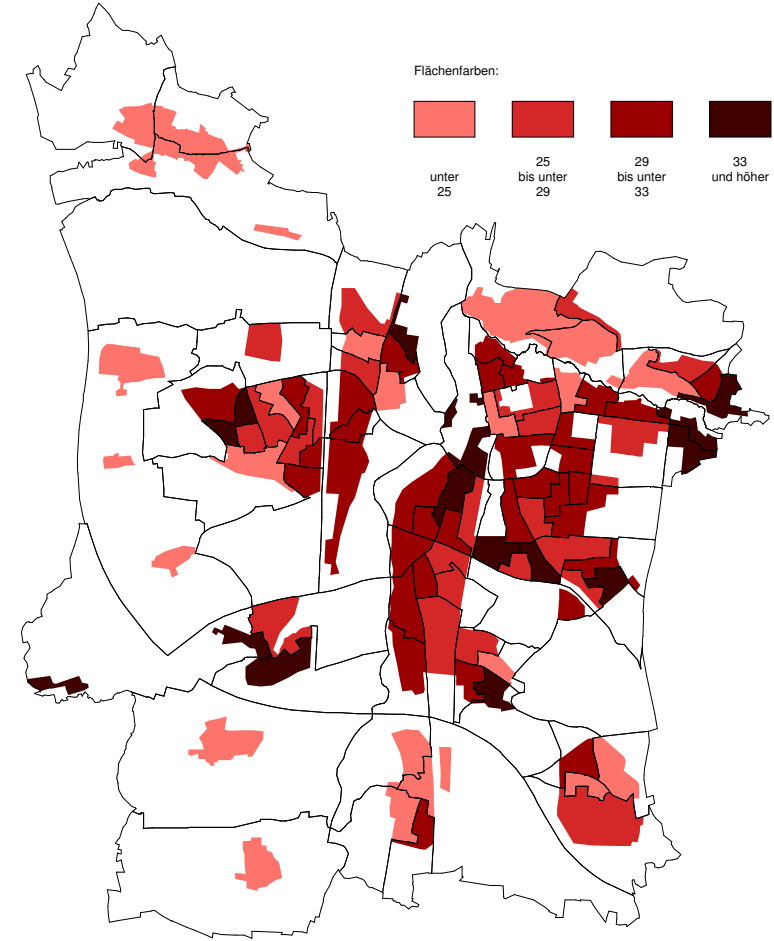 Flächenfarben:
unter
25
25
bis unter
29
29
bis unter
33
33
und höher